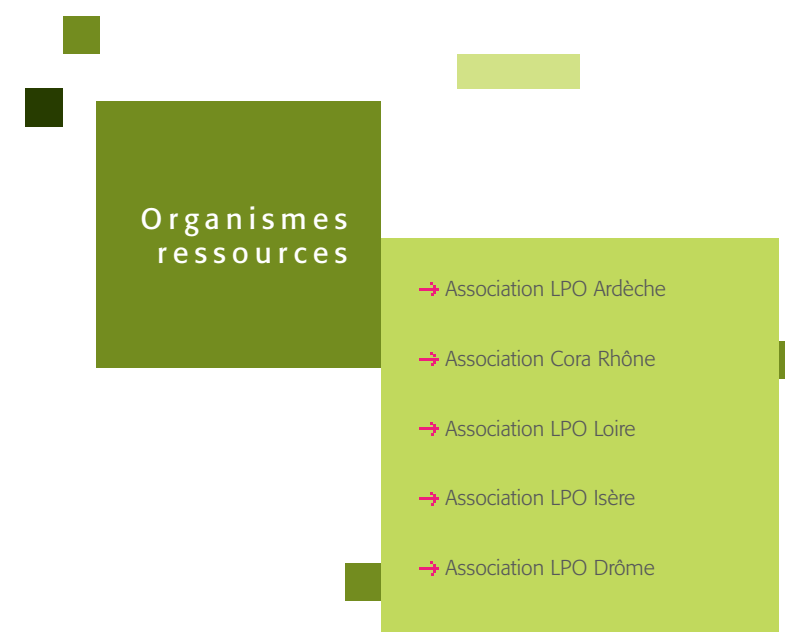 Organismes
ressources
→ Association LPO Ardèche
→ Association Cora Rhône
→ Association LPO Loire
→ Association LPO Isère
→ Association LPO Drôme